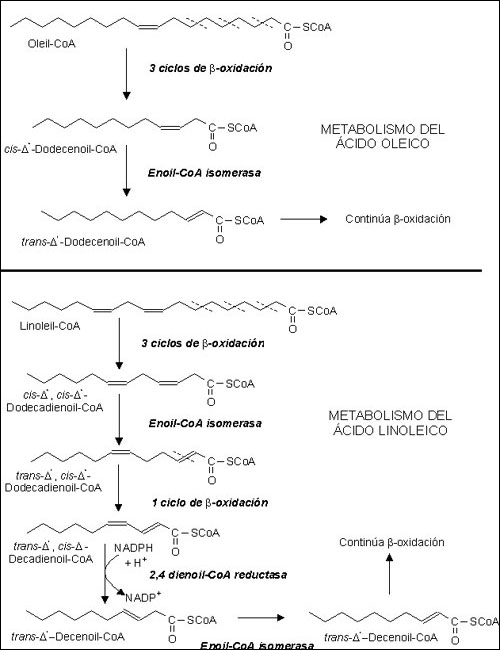 C – SCoA
O
Oleil-CoA
3 ciclos de β-oxidación
C – SCoA
O
cis-Δ-Dodecenoil-CoA
METABOLISMO DEL
ÁCIDO OLEICO
Enoil-CoA isomerasa
C – SCoA
O
trans-Δ-Dodecenoil-CoA
Continúa β-oxidación
C – SCoA
O
Linoleil-CoA
3 ciclos de β-oxidación
C – SCoA
O
cis-Δ, cis-Δ-
Dodecadienoil-CoA
METABOLISMO DEL
ÁCIDO LINOLEICO
Enoil-CoA isomerasa
C – SCoA
O
trans-Δ, cis-Δ-
Dodecadienoil-CoA
1 ciclo de β-oxidación
C – SCoA
O
trans-Δ, cis-Δ-
Decadienoil-CoA
NADPH
+ H⁺
2,4 dienoil-CoA reductasa
NADP⁺
Continúa β-oxidación
C – SCoA
O
trans-Δ–Decenoil-CoA
Enoil-CoA isomerasa
C – SCoA
O
trans-Δ–Decenoil-CoA